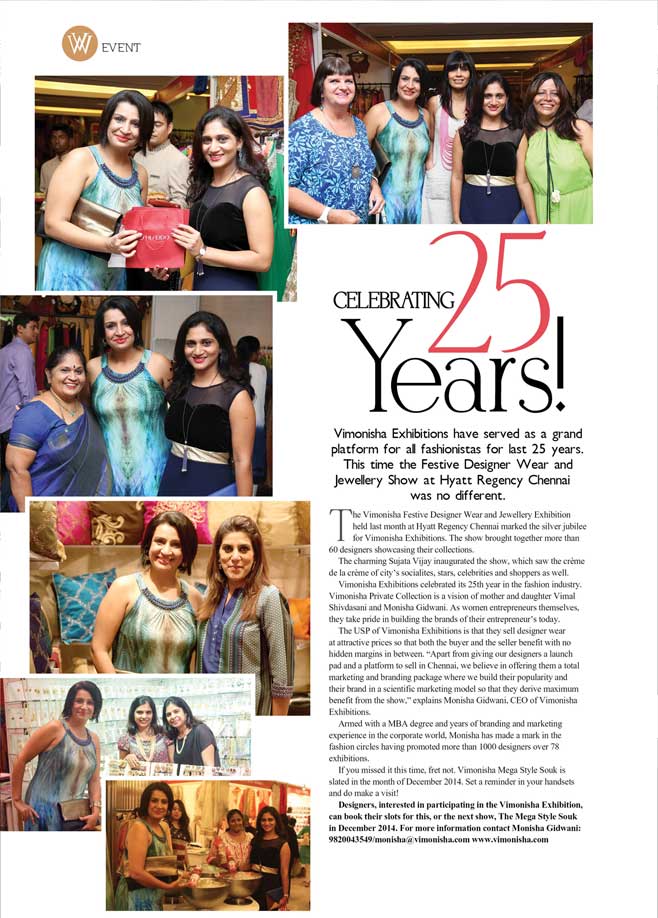 W EVENT
SHISEIDO
CELEBRATING
25
Years!
Vimonisha Exhibitions have served as a grand
platform for all fashionistas for last 25 years.
This time the Festive Designer Wear and
Jewellery Show at Hyatt Regency Chennai
was no different.
The Vimonisha Festive Designer Wear and Jewellery Exhibition
held last month at Hyatt Regency Chennai marked the silver jubilee
for Vimonisha Exhibitions. The show brought together more than
60 designers showcasing their collections.
The charming Sujata Vijay inaugurated the show, which saw the crème
de la crème of city's socialites, stars, celebrities and shoppers as well.
Vimonisha Exhibitions celebrated its 25th year in the fashion industry.
Vimonisha Private Collection is a vision of mother and daughter Vimal
Shivdasani and Monisha Gidwani. As women entrepreneurs themselves,
they take pride in building the brands of their entrepreneur's today.
The USP of Vimonisha Exhibitions is that they sell designer wear
at attractive prices so that both the buyer and the seller benefit with no
hidden margins in between. “Apart from giving our designers a launch
pad and a platform to sell in Chennai, we believe in offering them a total
marketing and branding package where we build their popularity and
their brand in a scientific marketing model so that they derive maximum
benefit from the show,” explains Monisha Gidwani, CEO of Vimonisha
Exhibitions.
Armed with a MBA degree and years of branding and marketing
experience in the corporate world, Monisha has made a mark in the
fashion circles having promoted more than 1000 designers over 78
exhibitions.
If you missed it this time, fret not. Vimonisha Mega Style Souk is
slated in the month of December 2014. Set a reminder in your handsets
and do make a visit!
Designers, interested in participating in the Vimonisha Exhibition,
can book their slots for this, or the next show, The Mega Style Souk
in December 2014. For more information contact Monisha Gidwani:
9820043549/monisha@vimonisha.com www.vimonisha.com